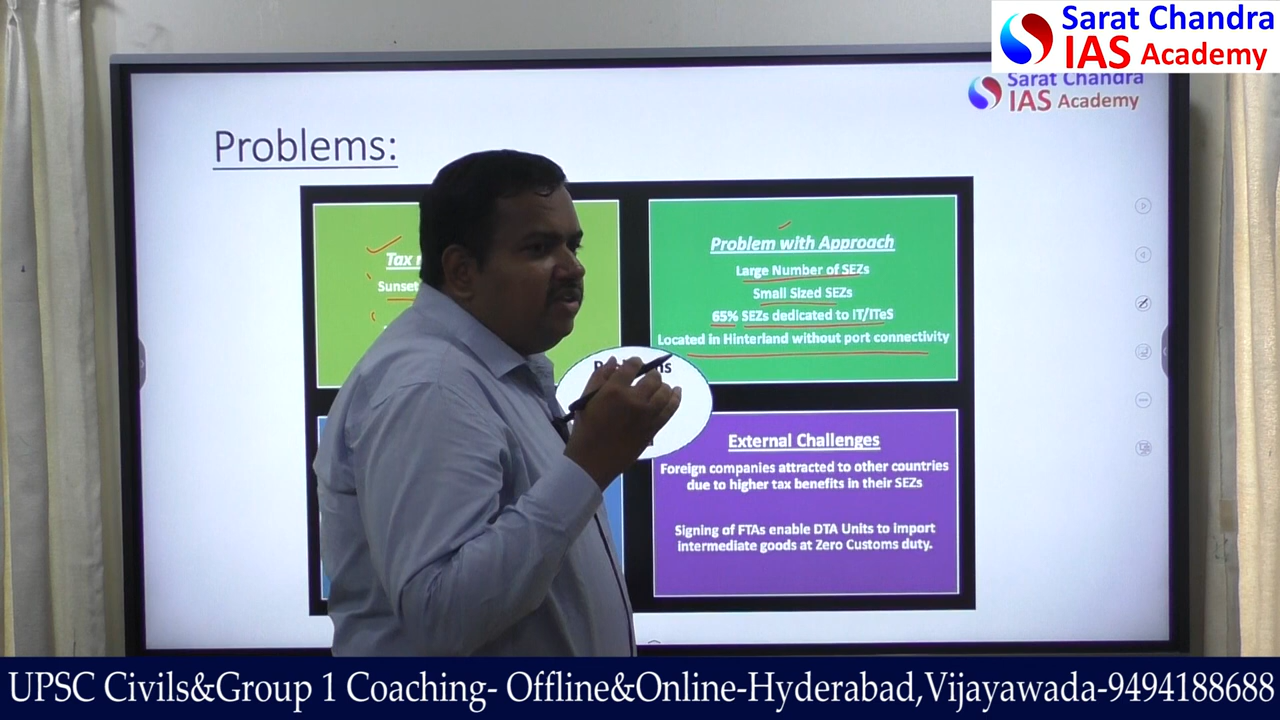 Sarat Chandra
IAS Academy
Sarat Chandra
IAS Academy
Problems:
Tax
Sunset
Problem with Approach
Large Number of SEZs
Small Sized SEZs
65% SEZs dedicated to IT/ITeS
Located in Hinterland without port connectivity
External Challenges
Foreign companies attracted to other countries
due to higher tax benefits in their SEZs
Signing of FTAs enable DTA Units to import
intermediate goods at Zero Customs duty.
UPSC Civils&Group 1 Coaching- Offline&Online-Hyderabad,Vijayawada-9494188688